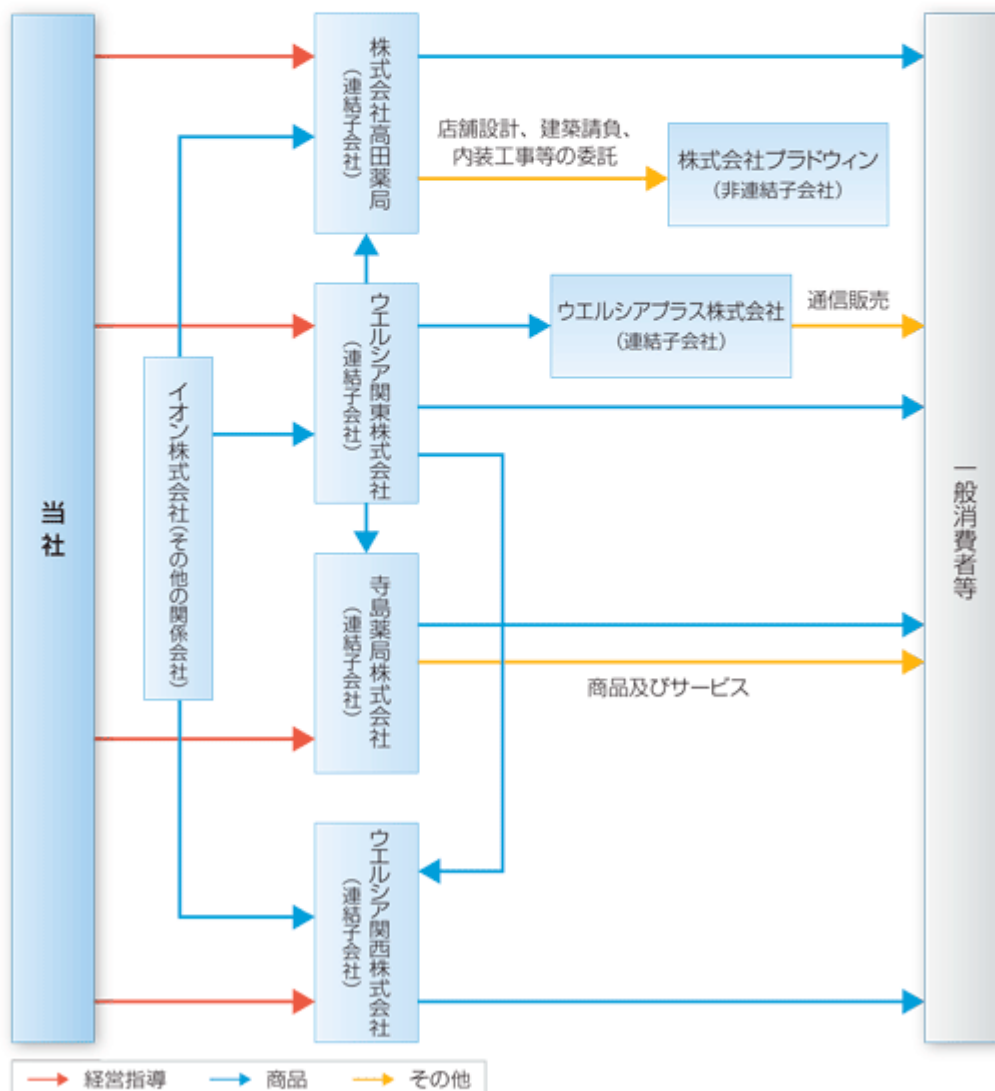 当社
イオン株式会社(その他の関係会社)
株式会社高田薬局
(連結子会社)
店舗設計、建築請負、
内装工事等の委託
株式会社プラドウィン
(非連結子会社)
ウエルシア関東株式会社
(連結子会社)
ウエルシアプラス株式会社
(連結子会社)
通信販売
寺島薬局株式会社
(連結子会社)
商品及びサービス
ウエルシア関西株式会社
(連結子会社)
一般消費者等
経営指導
商品
その他